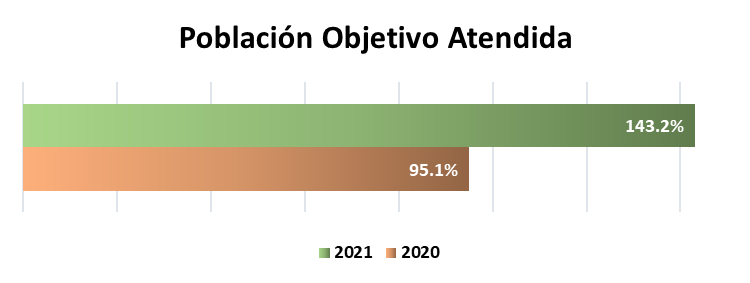 Población Objetivo Atendida
143.2%
95.1%
2021 2020